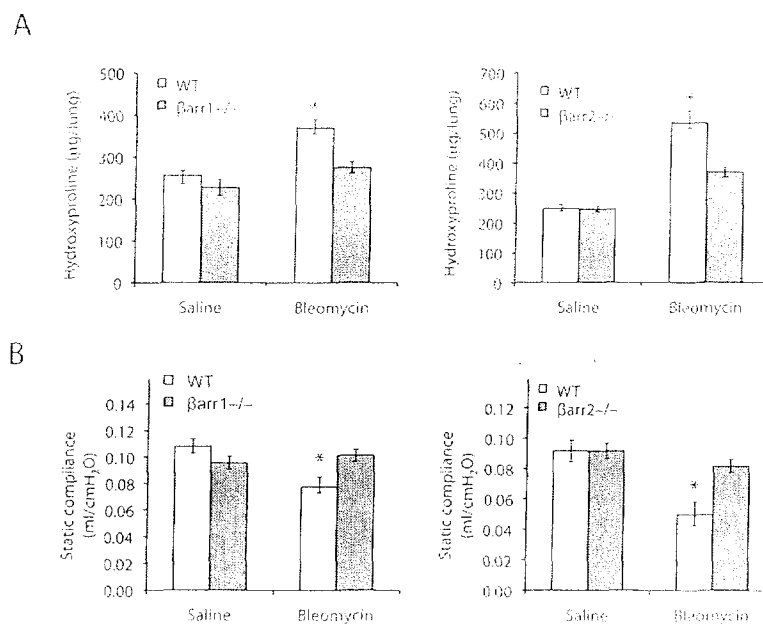 A
500
400
300
200
100
0
Hydroxyproline (μg/lung)
WT
βarr1−/−
*
Saline
Bleomycin
700
600
500
400
300
200
100
0
Hydroxyproline (μg/lung)
WT
βarr2−/−
*
Saline
Bleomycin
B
0.14
0.12
0.10
0.08
0.06
0.04
0.02
0.00
Static compliance
(ml/cmH₂O)
WT
βarr1−/−
*
Saline
Bleomycin
0.12
0.10
0.08
0.06
0.04
0.02
0.00
Static compliance
(ml/cmH₂O)
WT
βarr2−/−
*
Saline
Bleomycin